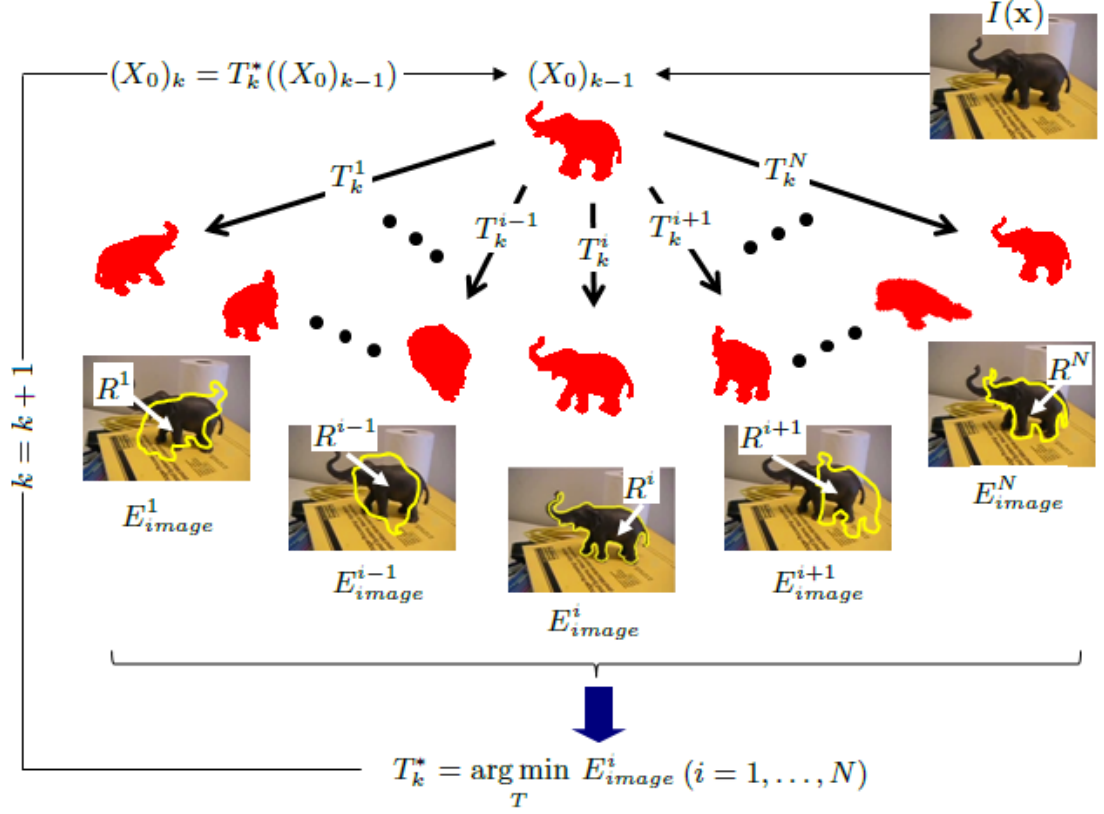 I(x)
(X_0)_k = T_k^*((X_0)_{k-1})
(X_0)_{k-1}
T_k^1
T_k^{i-1}
T_k^i
T_k^{i+1}
T_k^N
k = k + 1
R^1
R^{i-1}
R^i
R^{i+1}
R^N
E_{image}^1
E_{image}^{i-1}
E_{image}^i
E_{image}^{i+1}
E_{image}^N
T_k^* = arg min_T E_{image}^i (i = 1, . . . , N)